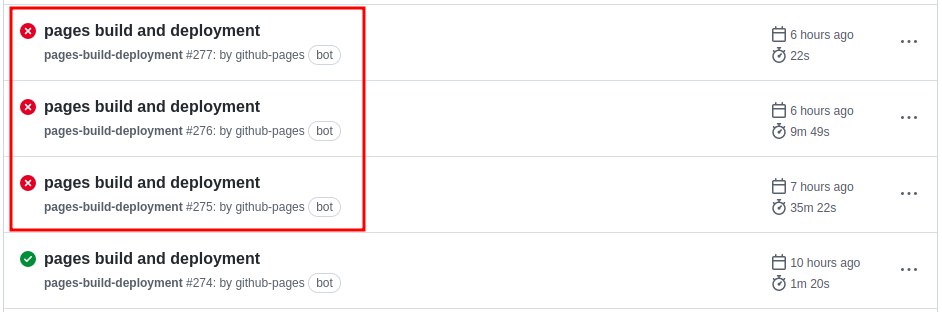 pages build and deployment
6 hours ago
pages-build-deployment #277: by github-pages bot
22s
pages build and deployment
6 hours ago
pages-build-deployment #276: by github-pages bot
9m 49s
pages build and deployment
7 hours ago
pages-build-deployment #275: by github-pages bot
35m 22s
pages build and deployment
10 hours ago
pages-build-deployment #274: by github-pages bot
1m 20s